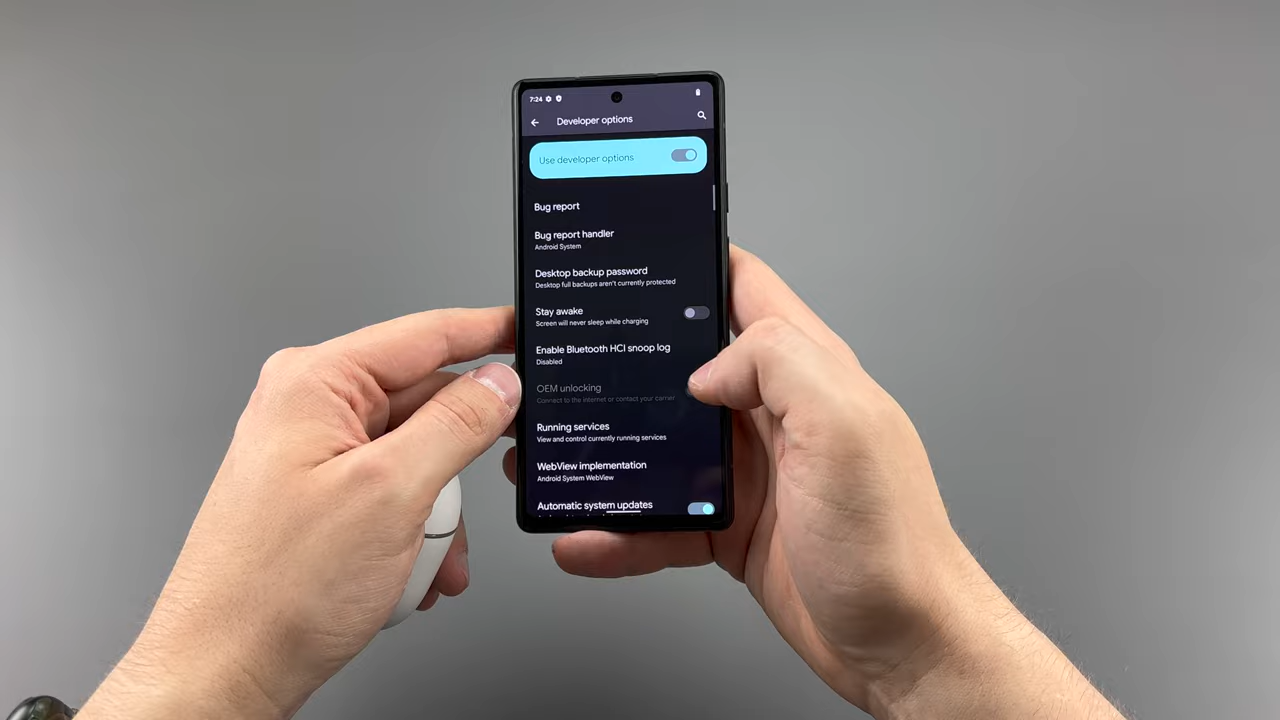 7:24
Developer options
Use developer options
Bug report
Bug report handler
Android System
Desktop backup password
Desktop full backups aren't currently protected
Stay awake
Screen will never sleep while charging
Enable Bluetooth HCI snoop log
Disabled
OEM unlocking
Connect to the internet or contact your carrier
Running services
View and control currently running services
WebView implementation
Android System WebView
Automatic system updates